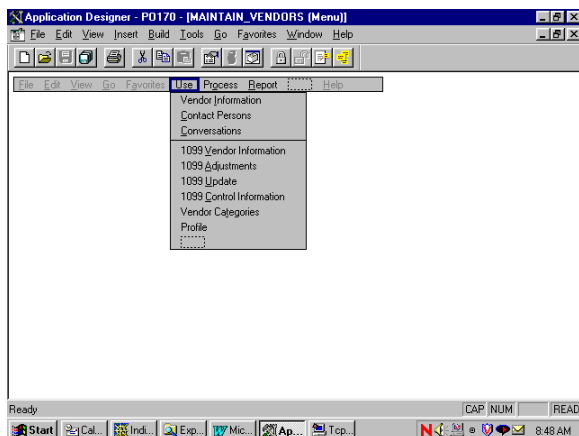 Application Designer - PO170 - [MAINTAIN_VENDORS (Menu)]
File Edit View Insert Build Tools Go Favorites Window Help
File Edit View Go Favorites Use Process Report Help
Vendor Information
Contact Persons
Conversations
1099 Vendor Information
1099 Adjustments
1099 Update
1099 Control Information
Vendor Categories
Profile
Ready CAP NUM READ
Start Cal... Indi... Exp... Mic... Ap... Tcp... 8:48 AM